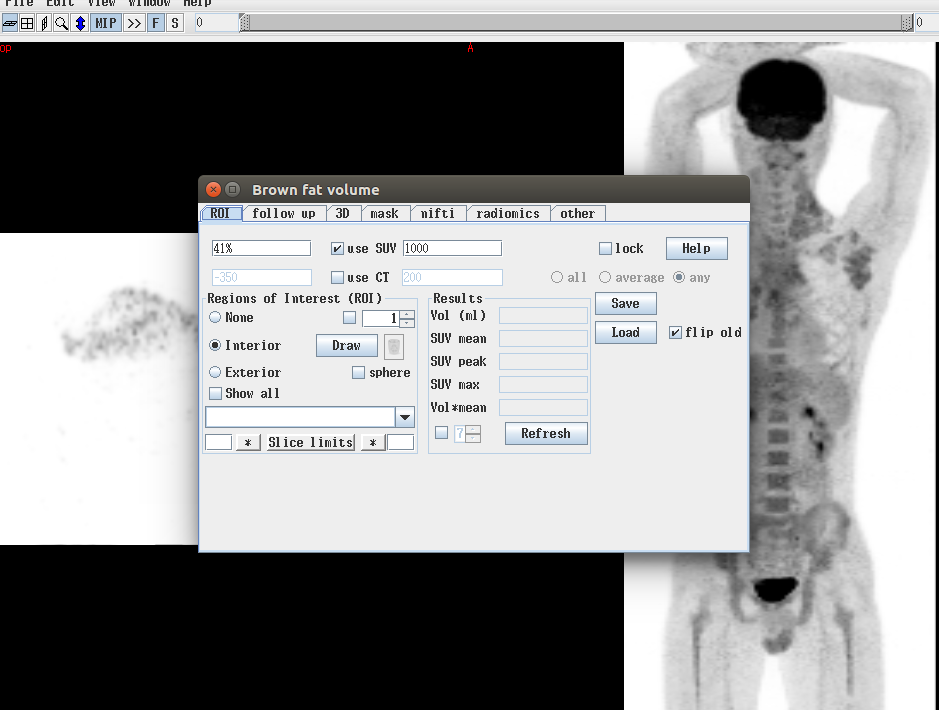 File Edit View Window Help
MIP >> F S 0 0
op A
Brown fat volume
ROI follow up 3D mask nifti radiomics other
41% use SUV 1000 lock Help
-350 use CT 200 all average any
Regions of Interest (ROI) Results Save
None 1 Vol (ml)
Interior Draw SUV mean Load flip old
SUV peak
Exterior sphere SUV max
Show all
Vol*mean
* Slice limits * 7 Refresh